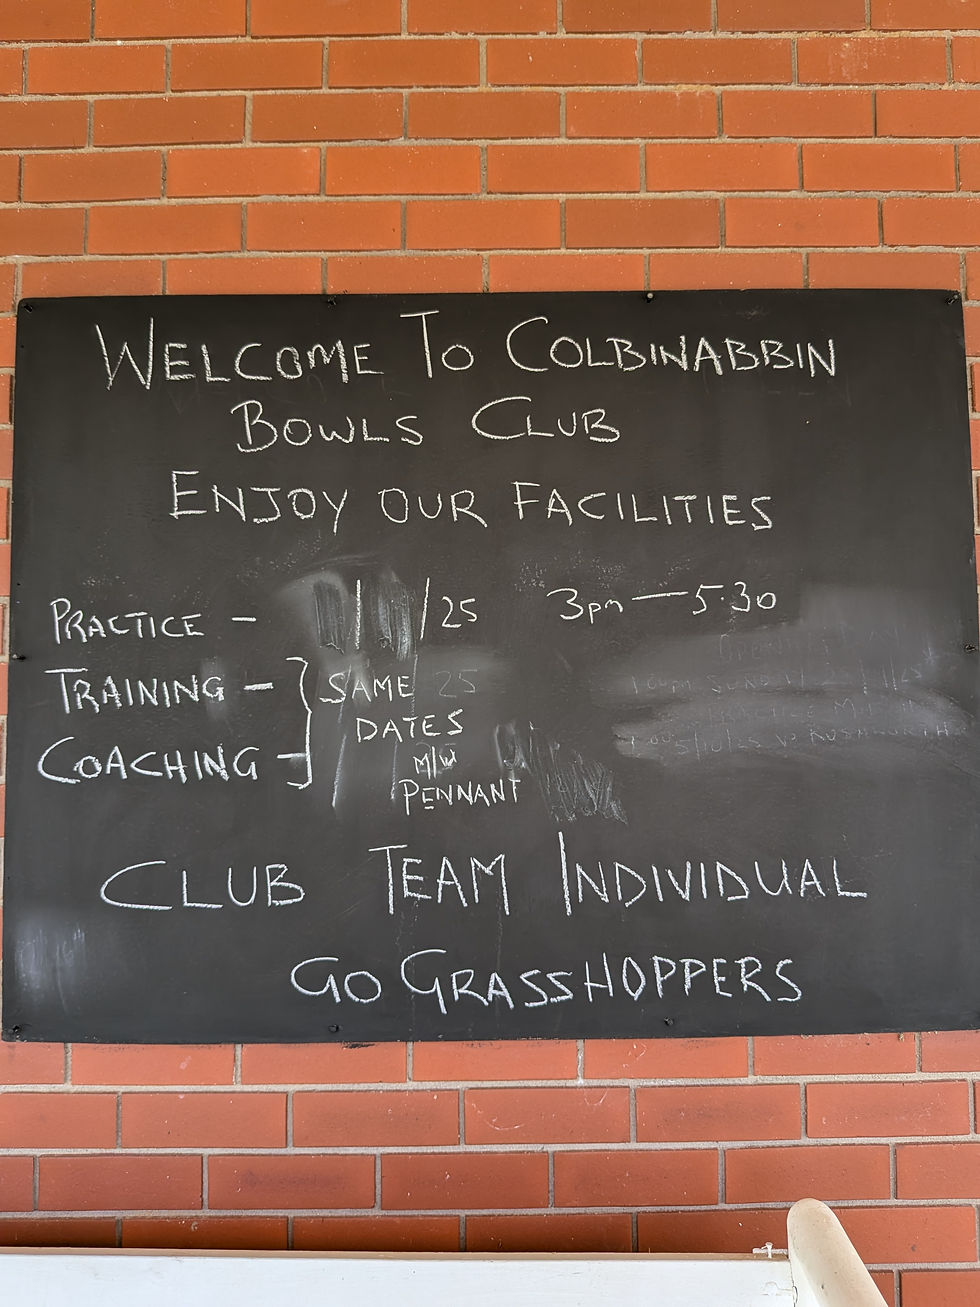 WELCOME TO COLBINABBIN
BOWLS CLUB
ENJOY OUR FACILITIES
PRACTICE - / /25 3pm — 5.30
TRAINING - } SAME 25
DATES
COACHING -
M/W
PENNANT
CLUB TEAM INDIVIDUAL
GO GRASSHOPPERS